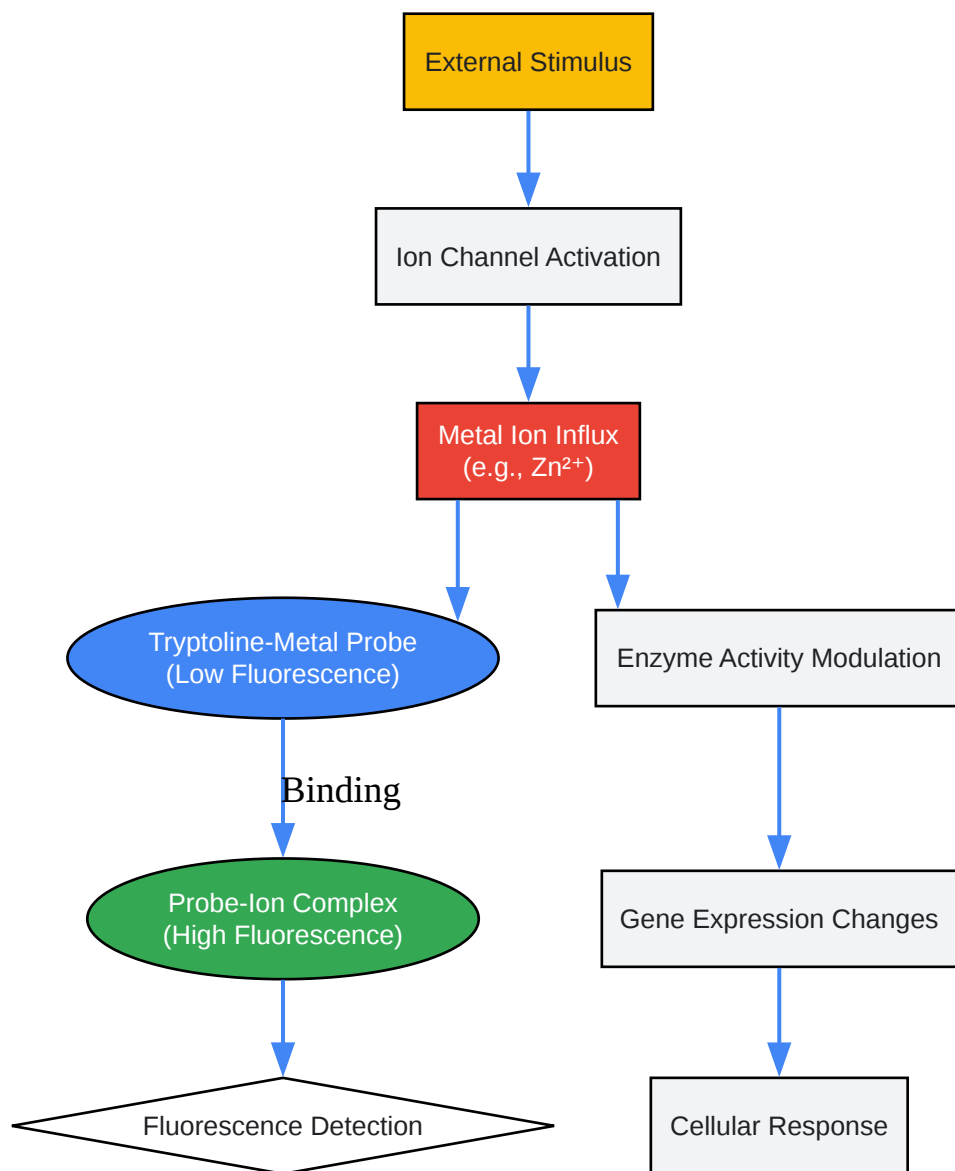 External Stimulus
Ion Channel Activation
Metal Ion Influx
(e.g., Zn²⁺)
Tryptoline-Metal Probe
(Low Fluorescence)
Enzyme Activity Modulation
Binding
Probe-Ion Complex
(High Fluorescence)
Gene Expression Changes
Fluorescence Detection
Cellular Response